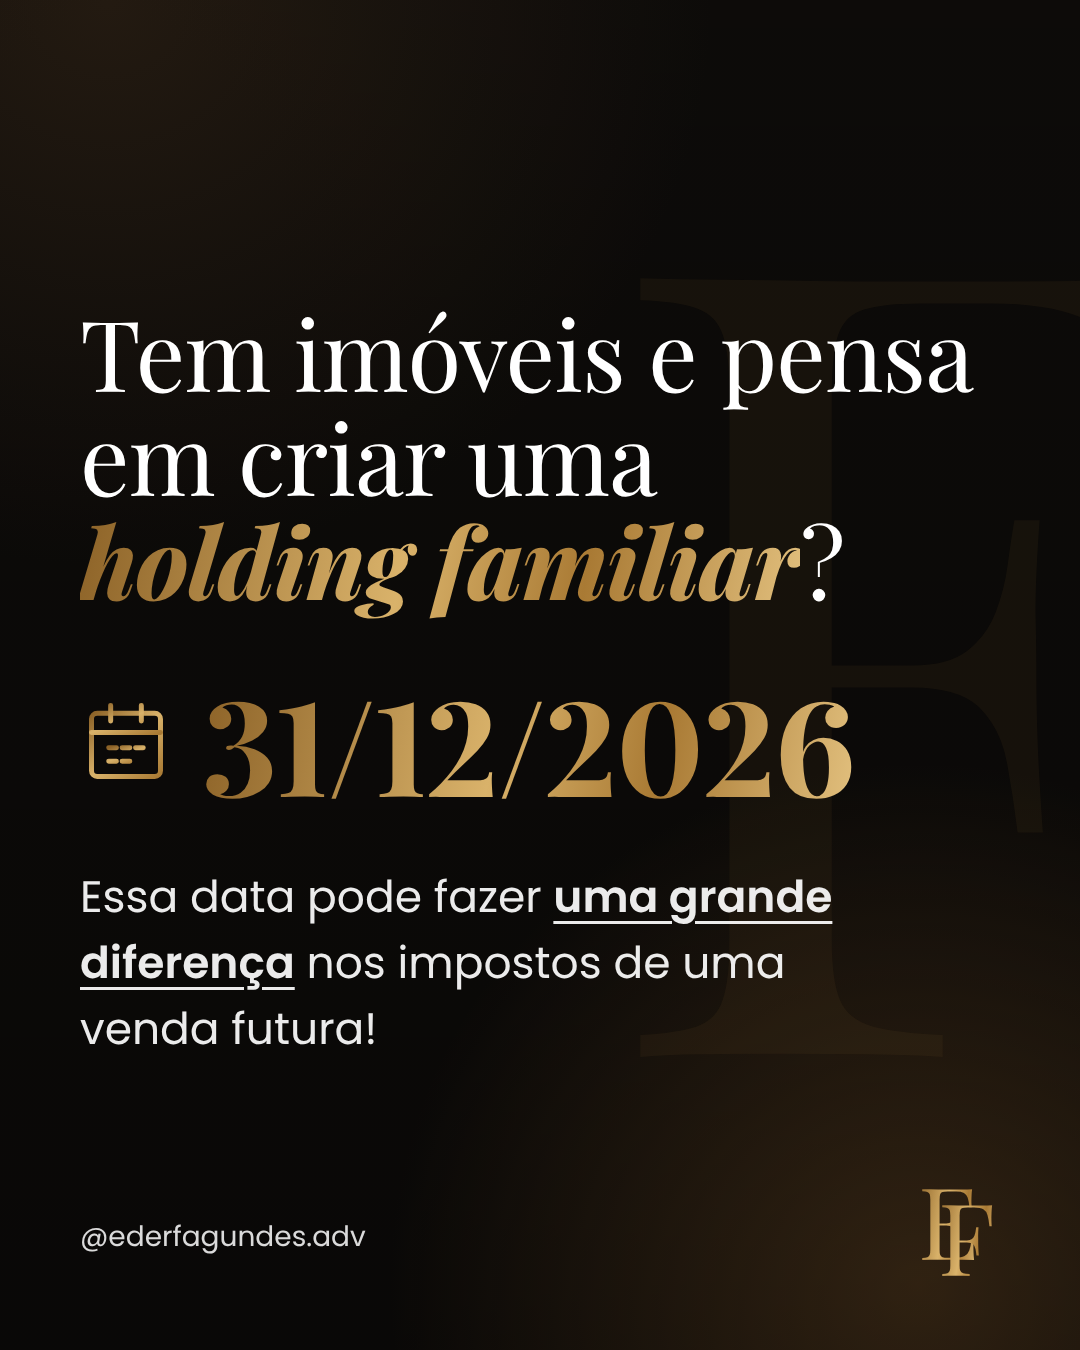 Tem imóveis e pensa
em criar uma
holding familiar?
31/12/2026
Essa data pode fazer uma grande
diferença nos impostos de uma
venda futura!
@ederfagundes.adv
EF